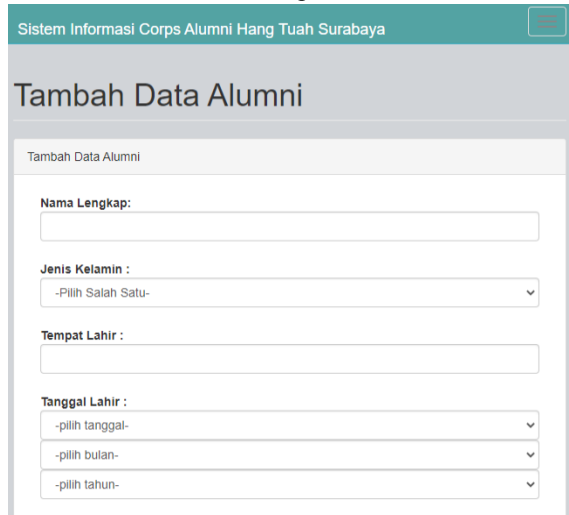 Sistem Informasi Corps Alumni Hang Tuah Surabaya
Tambah Data Alumni
Tambah Data Alumni
Nama Lengkap:
Jenis Kelamin :
-Pilih Salah Satu-
Tempat Lahir :
Tanggal Lahir :
-pilih tanggal-
-pilih bulan-
-pilih tahun-